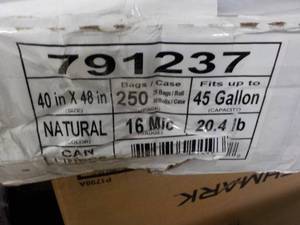 791237
40 in X 48 in
(SIZE)
Bags / Case
250
Fits up to
45 Gallon
(CAPACITY)
NATURAL
(COLOR)
16 Mic
20.4 lb
CAN